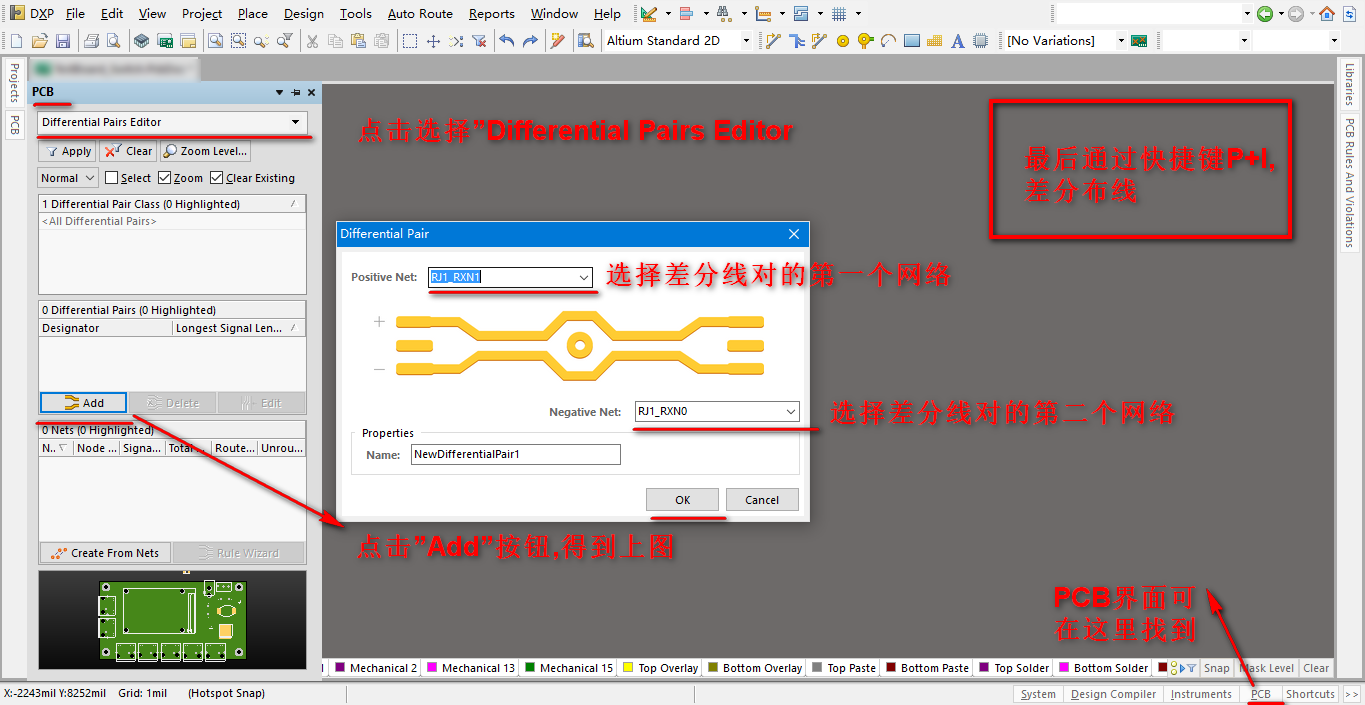 DXP File Edit View Project Place Design Tools Auto Route Reports Window Help
Altium Standard 2D [No Variations]
Projects
PCB
Libraries
PCB Rules And Violations
PCB
Differential Pairs Editor
Apply Clear Zoom Level...
Normal Select Zoom Clear Existing
1 Differential Pair Class (0 Highlighted)
<All Differential Pairs>
0 Differential Pairs (0 Highlighted)
Designator Longest Signal Len...
Add Delete Edit
0 Nets (0 Highlighted)
N.. Node ... Signa... Total ... Route... Unrou...
Create From Nets Rule Wizard
点击选择"Differential Pairs Editor
最后通过快捷键P+I,
差分布线
Differential Pair
Positive Net: RJ1_RXN1
选择差分线对的第一个网络
+
−
Negative Net: RJ1_RXN0
选择差分线对的第二个网络
Properties
Name: NewDifferentialPair1
OK Cancel
点击"Add"按钮,得到上图
PCB界面可
在这里找到
Mechanical 2 Mechanical 13 Mechanical 15 Top Overlay Bottom Overlay Top Paste Bottom Paste Top Solder Bottom Solder Snap Mask Level Clear
X:-2243mil Y:8252mil Grid: 1mil (Hotspot Snap)
System Design Compiler Instruments PCB Shortcuts >>